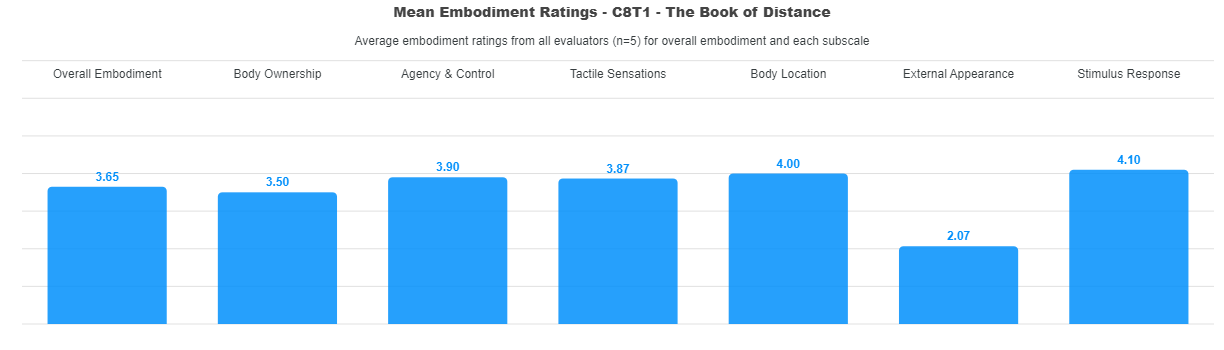 Mean Embodiment Ratings - C8T1 - The Book of Distance
Average embodiment ratings from all evaluators (n=5) for overall embodiment and each subscale
Overall Embodiment Body Ownership Agency & Control Tactile Sensations Body Location External Appearance Stimulus Response
3.65 3.50 3.90 3.87 4.00 2.07 4.10